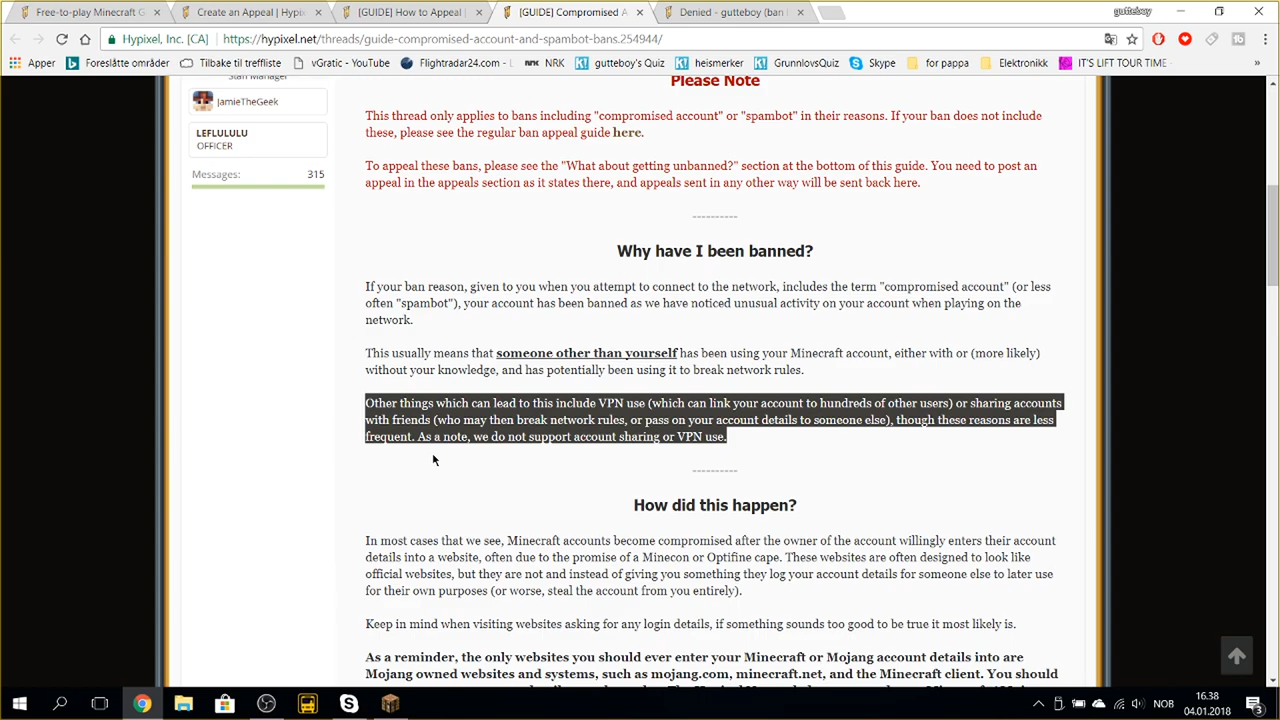 Free-to-play Minecraft G
Create an Appeal | Hypi
[GUIDE] How to Appeal |
[GUIDE] Compromised A
Denied - gutteboy (ban
gutteboy
Hypixel, Inc. [CA]
https://hypixel.net/threads/guide-compromised-account-and-spambot-bans.254944/
Apper
Foreslåtte områder
Tilbake til treffliste
vGratic - YouTube
Flightradar24.com - L
NRK
gutteboy's Quiz
heismerker
GrunnlovsQuiz
Skype
for pappa
Elektronikk
IT'S LIFT TOUR TIME
Staff Manager
JamieTheGeek
LEFLULULU
OFFICER
Messages: 315
Please Note
This thread only applies to bans including "compromised account" or "spambot" in their reasons. If your ban does not include
these, please see the regular ban appeal guide here.
To appeal these bans, please see the "What about getting unbanned?" section at the bottom of this guide. You need to post an
appeal in the appeals section as it states there, and appeals sent in any other way will be sent back here.
----------
Why have I been banned?
If your ban reason, given to you when you attempt to connect to the network, includes the term "compromised account" (or less
often "spambot"), your account has been banned as we have noticed unusual activity on your account when playing on the
network.
This usually means that someone other than yourself has been using your Minecraft account, either with or (more likely)
without your knowledge, and has potentially been using it to break network rules.
Other things which can lead to this include VPN use (which can link your account to hundreds of other users) or sharing accounts
with friends (who may then break network rules, or pass on your account details to someone else), though these reasons are less
frequent. As a note, we do not support account sharing or VPN use.
----------
How did this happen?
In most cases that we see, Minecraft accounts become compromised after the owner of the account willingly enters their account
details into a website, often due to the promise of a Minecon or Optifine cape. These websites are often designed to look like
official websites, but they are not and instead of giving you something they log your account details for someone else to later use
for their own purposes (or worse, steal the account from you entirely).
Keep in mind when visiting websites asking for any login details, if something sounds too good to be true it most likely is.
As a reminder, the only websites you should ever enter your Minecraft or Mojang account details into are
Mojang owned websites and systems, such as mojang.com, minecraft.net, and the Minecraft client. You should
NOB
16.38
04.01.2018
3